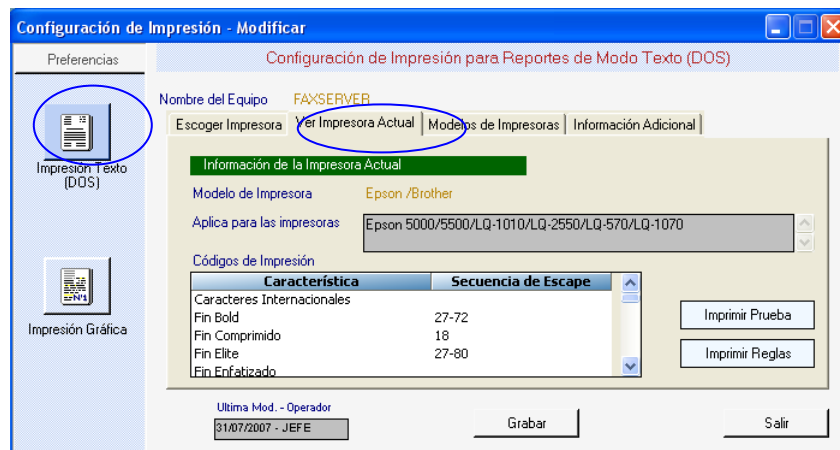 Configuración de Impresión - Modificar
Preferencias
Configuración de Impresión para Reportes de Modo Texto (DOS)
Nombre del Equipo FAXSERVER
Escoger Impresora Ver Impresora Actual Modelos de Impresoras Información Adicional
Impresión Texto
(DOS)
Información de la Impresora Actual
Modelo de Impresora Epson /Brother
Aplica para las impresoras Epson 5000/5500/LQ-1010/LQ-2550/LQ-570/LQ-1070
Códigos de Impresión
Característica Secuencia de Escape
Caracteres Internacionales
Fin Bold 27-72
Fin Comprimido 18
Fin Elite 27-80
Fin Enfatizado
Imprimir Prueba
Imprimir Reglas
Nº1
Impresión Gráfica
Ultima Mod. - Operador
31/07/2007 - JEFE
Grabar
Salir